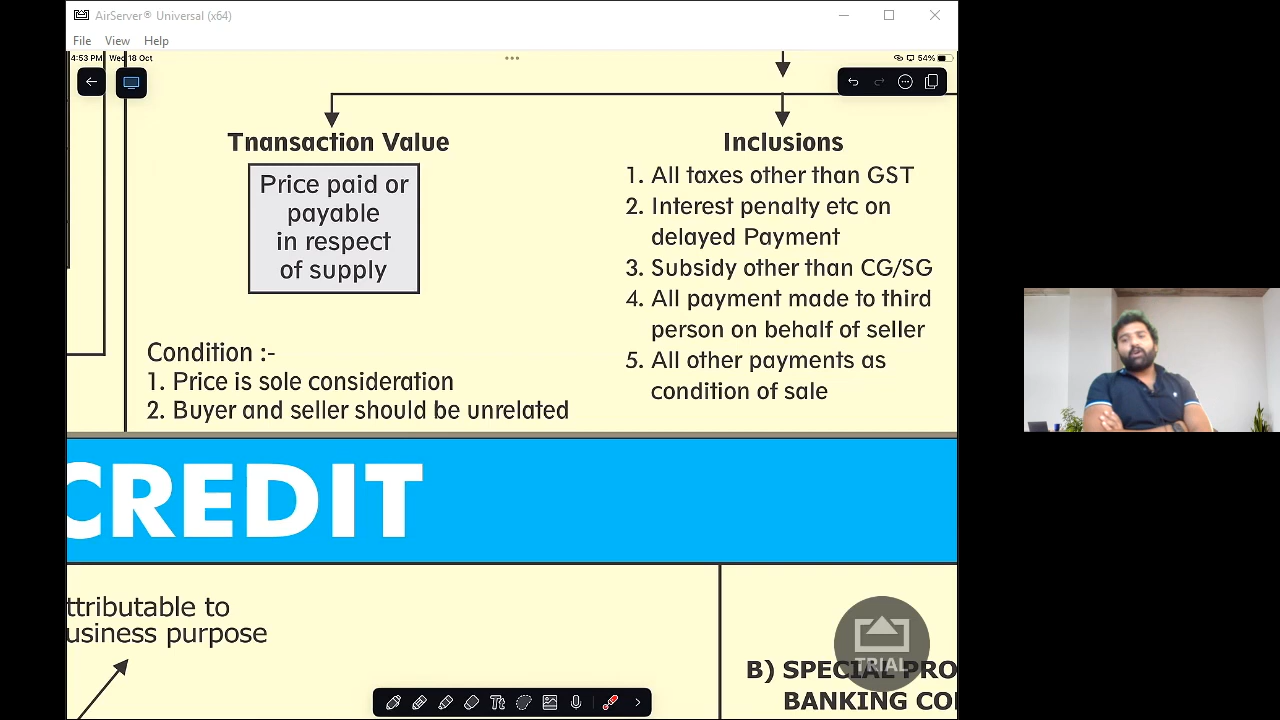 AirServer® Universal (x64)
File View Help
4:53 PM Wed 18 Oct
54%
Tnansaction Value
Price paid or
payable
in respect
of supply
Condition :-
1. Price is sole consideration
2. Buyer and seller should be unrelated
Inclusions
1. All taxes other than GST
2. Interest penalty etc on
delayed Payment
3. Subsidy other than CG/SG
4. All payment made to third
person on behalf of seller
5. All other payments as
condition of sale
CREDIT
ttributable to
usiness purpose
B) SPECIAL PRO
BANKING CO
TRIAL